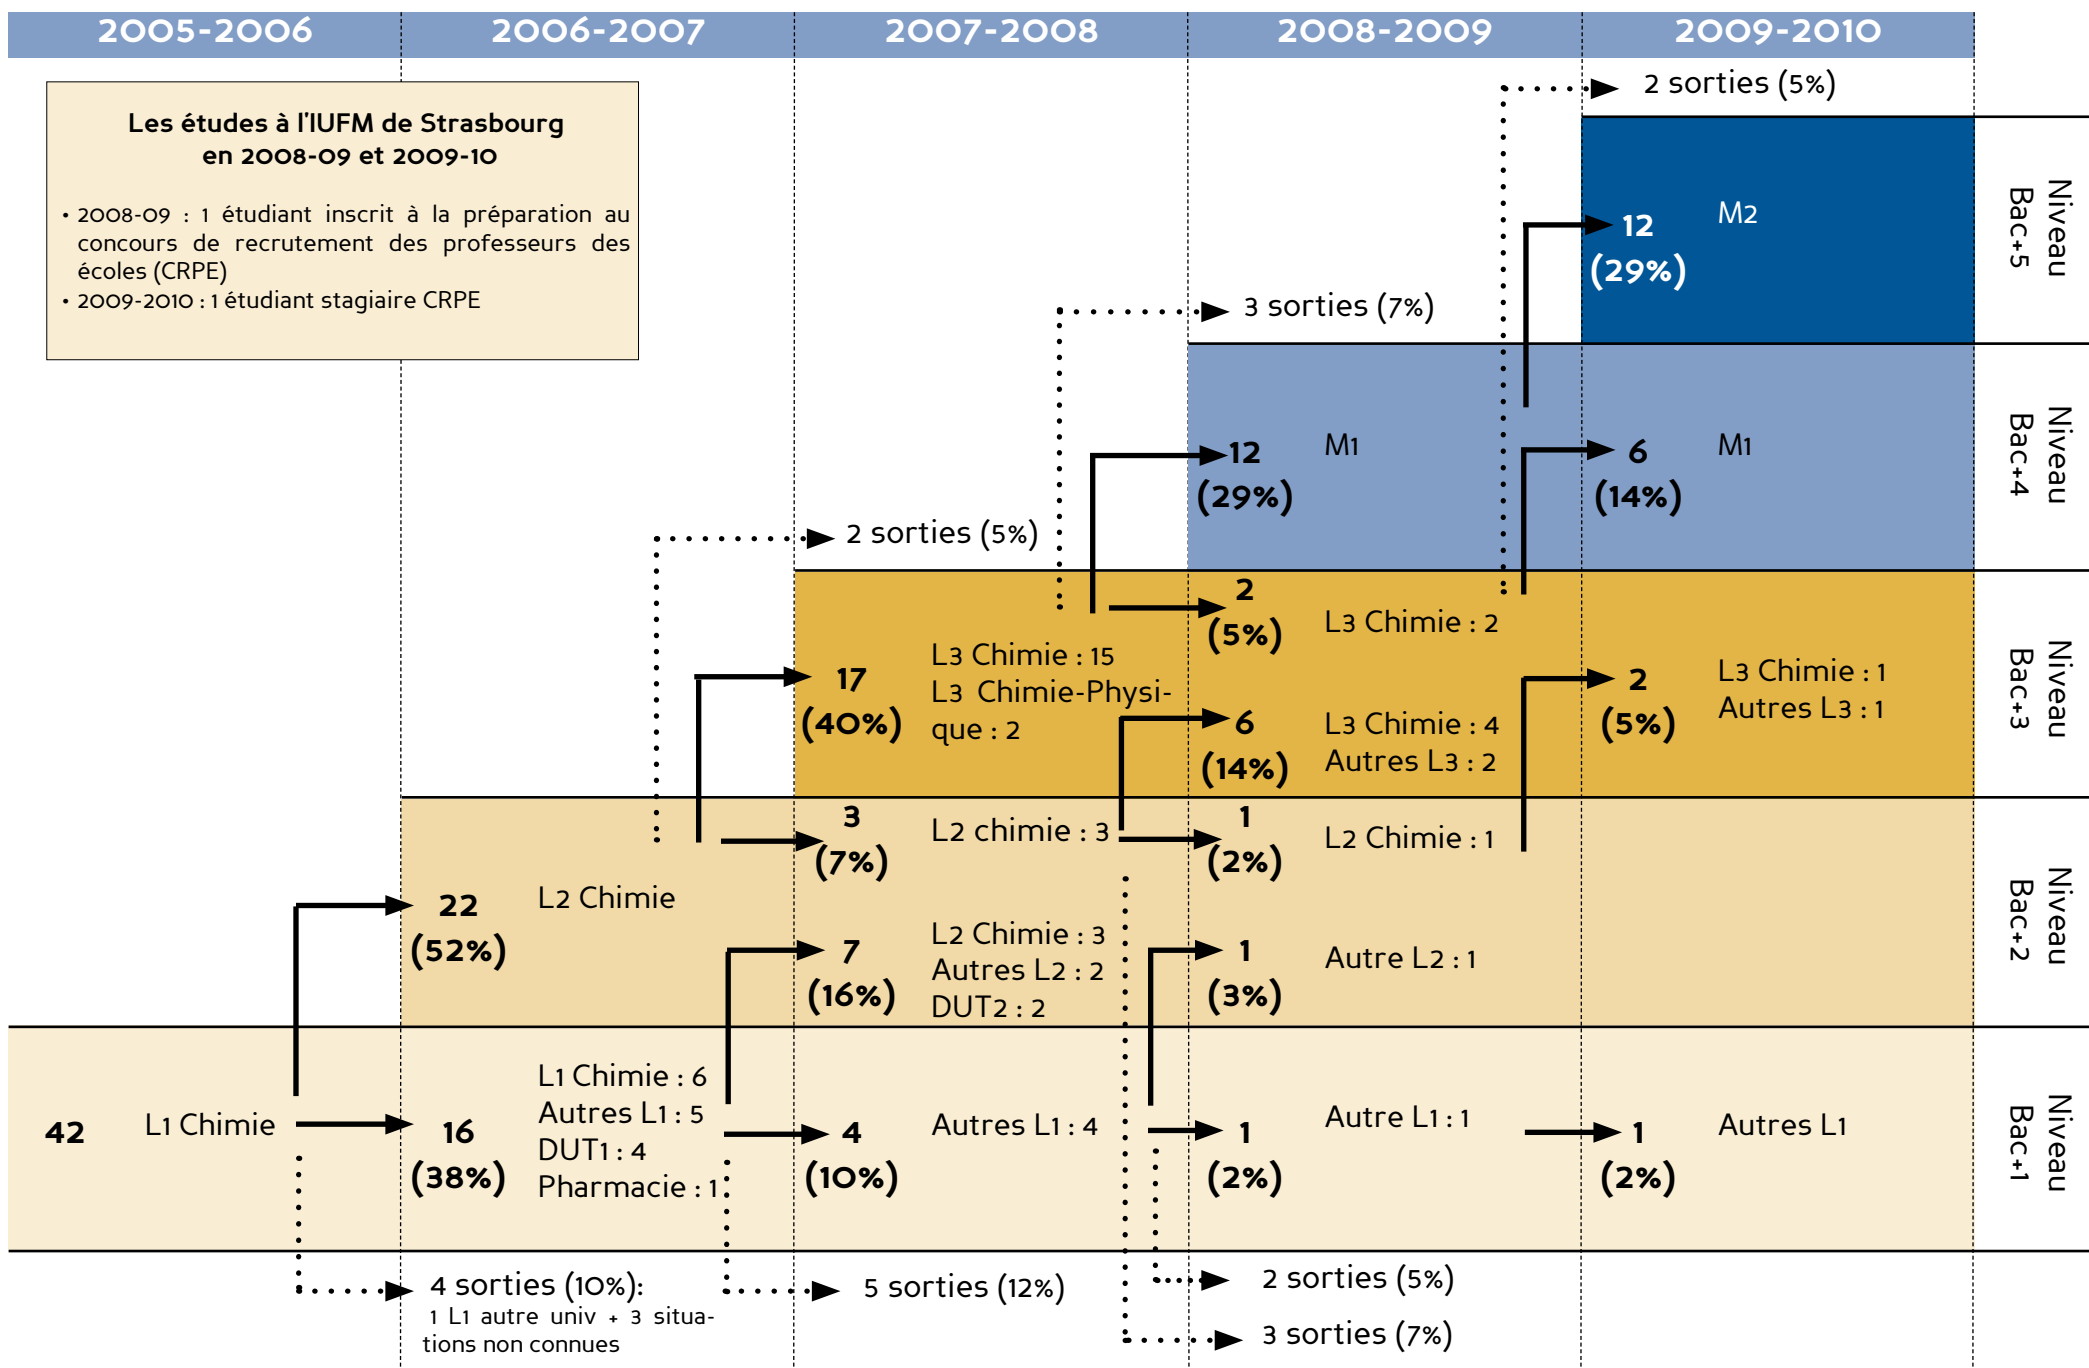 2005-2006
2006-2007
2007-2008
2008-2009
2009-2010
Les études à l'IUFM de Strasbourg
en 2008-09 et 2009-10
• 2008-09 : 1 étudiant inscrit à la préparation au
concours de recrutement des professeurs des
écoles (CRPE)
• 2009-2010 : 1 étudiant stagiaire CRPE
2 sorties (5%)
12
(29%)
M2
Niveau
Bac+5
3 sorties (7%)
12
(29%)
M1
6
(14%)
M1
Niveau
Bac+4
2 sorties (5%)
17
(40%)
L3 Chimie : 15
L3 Chimie-Physi-
que : 2
2
(5%)
L3 Chimie : 2
6
(14%)
L3 Chimie : 4
Autres L3 : 2
2
(5%)
L3 Chimie : 1
Autres L3 : 1
Niveau
Bac+3
22
(52%)
L2 Chimie
3
(7%)
L2 chimie : 3
7
(16%)
L2 Chimie : 3
Autres L2 : 2
DUT2 : 2
1
(2%)
L2 Chimie : 1
1
(3%)
Autre L2 : 1
Niveau
Bac+2
42
L1 Chimie
16
(38%)
L1 Chimie : 6
Autres L1 : 5
DUT1 : 4
Pharmacie : 1
4
(10%)
Autres L1 : 4
1
(2%)
Autre L1 : 1
1
(2%)
Autres L1
Niveau
Bac+1
4 sorties (10%):
1 L1 autre univ + 3 situa-
tions non connues
5 sorties (12%)
2 sorties (5%)
3 sorties (7%)